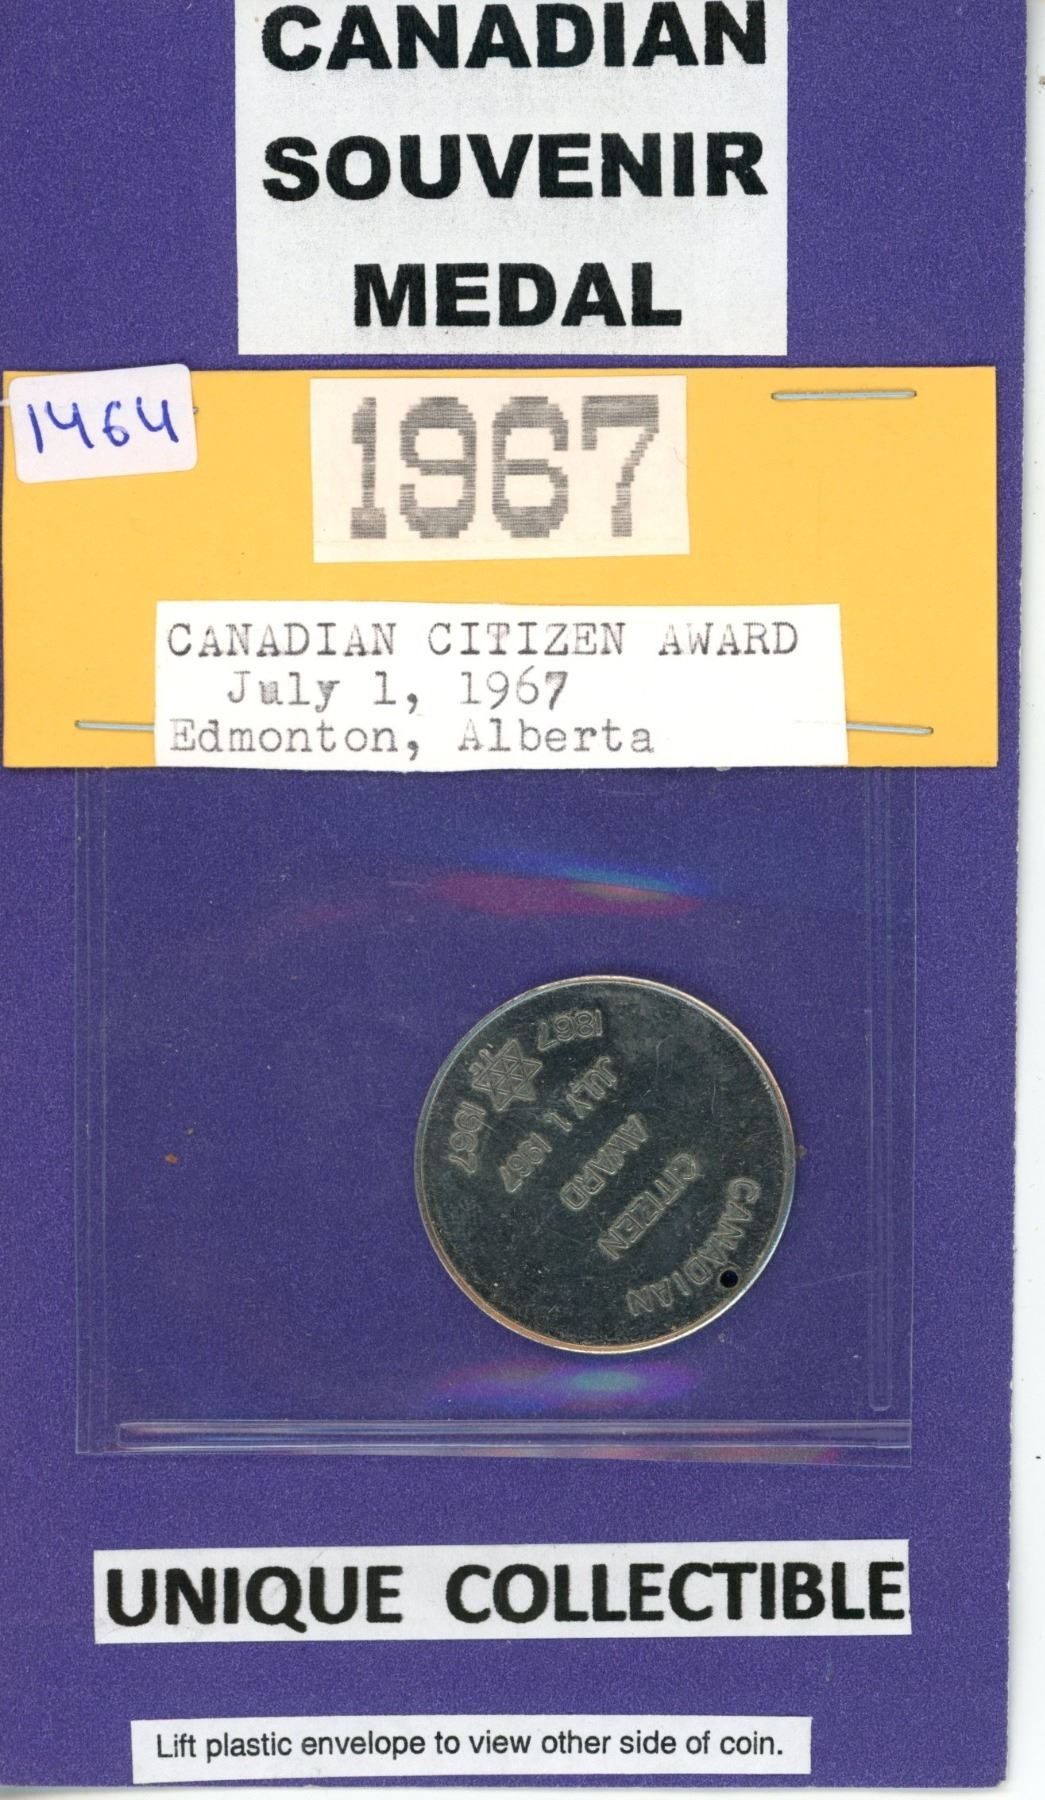 CANADIAN
SOUVENIR
MEDAL
1464
1967
CANADIAN CITIZEN AWARD
July 1, 1967
Edmonton, Alberta
CANADIAN
CITIZEN
AWARD
JULY 1, 1967
1867
1967
UNIQUE COLLECTIBLE
Lift plastic envelope to view other side of coin.